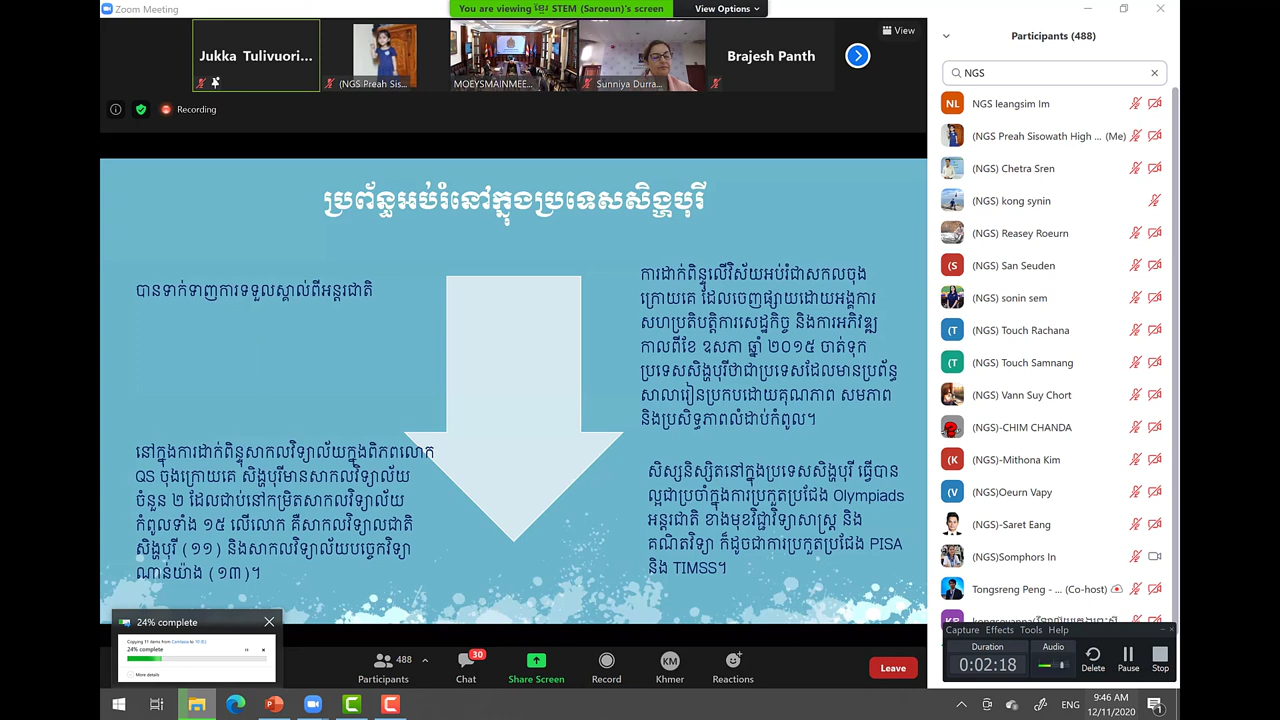 Zoom Meeting
You are viewing ខ្មែរ STEM (Saroeun)'s screen
View Options
Jukka Tulivuori...
(NGS Preah Sis...
MOEYSMAINMEE...
Sunniya Durra...
Brajesh Panth
View
Recording
Participants (488)
NGS
NGS leangsim Im
(NGS Preah Sisowath High ... (Me)
(NGS) Chetra Sren
(NGS) kong synin
(NGS) Reasey Roeurn
(NGS) San Seuden
(NGS) sonin sem
(NGS) Touch Rachana
(NGS) Touch Samnang
(NGS) Vann Suy Chort
(NGS)-CHIM CHANDA
(NGS)-Mithona Kim
(NGS)Oeurn Vapy
(NGS)-Saret Eang
(NGS)Somphors In
Tongsreng Peng - ... (Co-host)
ប្រព័ន្ធអប់រំនៅក្នុងប្រទេសសិង្ហបុរី
បានទាក់ទាញការទទួលស្គាល់ពីអន្តរជាតិ
ការដាក់ពិន្ទុលើវិស័យអប់រំជាសកលចុង
ក្រោយគេ ដែលចេញផ្សាយដោយអង្គការ
សហប្រតិបត្តិការសេដ្ឋកិច្ច និងការអភិវឌ្ឍ
កាលពីខែ ឧសភា ឆ្នាំ ២០១៥ ចាត់ទុក
ប្រទេសសិង្ហបុរីថាជាប្រទេសដែលមានប្រព័ន្ធ
សាលារៀនប្រកបដោយគុណភាព សមភាព
និងប្រសិទ្ធភាពលំដាប់កំពូល។
នៅក្នុងការដាក់ពិន្ទុសាកលវិទ្យាល័យក្នុងពិភពលោក
QS ចុងក្រោយគេ សិង្ហបុរីមានសាកលវិទ្យាល័យ
ចំនួន ២ ដែលជាប់នៅកម្រិតសាកលវិទ្យាល័យ
កំពូលទាំង ១៥ លើលោក គឺសាកលវិទ្យាលជាតិ
សិង្ហបុរី (១១) និងសាកលវិទ្យាល័យបច្ចេកវិទ្យា
ណានយ៉ាង (១៣)។
សិស្សនិស្សិតនៅក្នុងប្រទេសសិង្ហបុរី ធ្វើបាន
ល្អជាប្រចាំក្នុងការប្រកួតប្រជែង Olympiads
អន្តរជាតិ ខាងមុខវិជ្ជាវិទ្យាសាស្ត្រ និង
គណិតវិទ្យា ក៏ដូចជាការប្រកួតប្រជែង PISA
និង TIMSS។
24% complete
Copying 11 items from Camtasia to
24% complete
More details
Capture Effects Tools Help
Duration
0:02:18
Audio
Delete
Pause
Stop
488
Participants
30
Chat
Share Screen
Record
KM
Khmer
Reactions
Leave
ENG
9:46 AM
12/11/2020